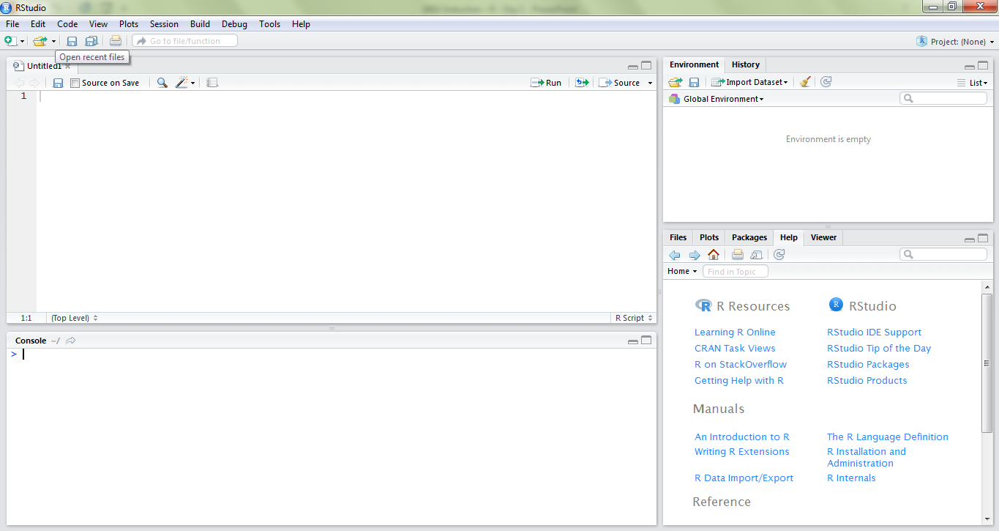 RStudio
File Edit Code View Plots Session Build Debug Tools Help
Go to file/function
Project: (None)
Open recent files
Untitled1
Source on Save
Run
Source
1
1:1
(Top Level)
R Script
Console ~/
>
Environment History
Import Dataset
List
Global Environment
Environment is empty
Files Plots Packages Help Viewer
Home
Find in Topic
R Resources
RStudio
Learning R Online
RStudio IDE Support
CRAN Task Views
RStudio Tip of the Day
R on StackOverflow
RStudio Packages
Getting Help with R
RStudio Products
Manuals
An Introduction to R
The R Language Definition
Writing R Extensions
R Installation and
Administration
R Data Import/Export
R Internals
Reference